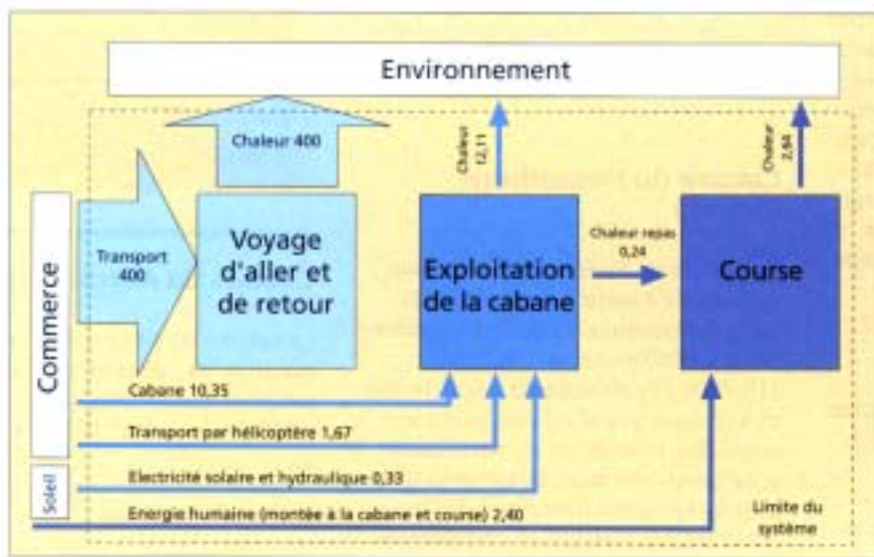 Environnement
Chaleur 400
Chaleur
12,11
Chaleur
2,64
Commerce
Transport
400
Voyage
d'aller et
de retour
Exploitation
de la cabane
Chaleur repas
0,24
Course
Cabane 10,35
Transport par hélicoptère 1,67
Soleil
Electricité solaire et hydraulique 0,33
Energie humaine (montée à la cabane et course) 2,40
Limite du
système